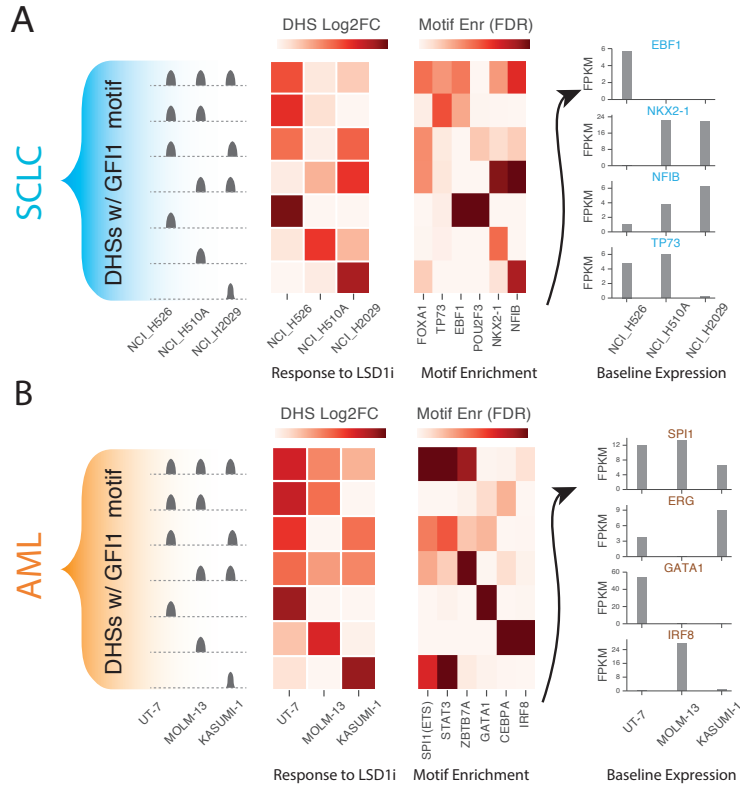 A
SCLC
DHSs w/ GFI1 motif
NCI_H526
NCI_H510A
NCI_H2029
DHS Log2FC
NCI_H526
NCI_H510A
NCI_H2029
Response to LSD1i
Motif Enr (FDR)
FOXA1
TP73
EBF1
POU2F3
NKX2-1
NFIB
Motif Enrichment
EBF1
FPKM
6
4
2
0
NKX2-1
FPKM
24
16
8
0
NFIB
FPKM
6
4
2
0
TP73
FPKM
6
4
2
0
NCI_H526
NCI_H510A
NCI_H2029
Baseline Expression
B
AML
DHSs w/ GFI1 motif
UT-7
MOLM-13
KASUMI-1
DHS Log2FC
UT-7
MOLM-13
KASUMI-1
Response to LSD1i
Motif Enr (FDR)
SPI1(ETS)
STAT3
ZBTB7A
GATA1
CEBPA
IRF8
Motif Enrichment
SPI1
FPKM
12
8
4
0
ERG
FPKM
9
6
3
0
GATA1
FPKM
60
40
20
0
IRF8
FPKM
24
16
8
0
UT-7
MOLM-13
KASUMI-1
Baseline Expression